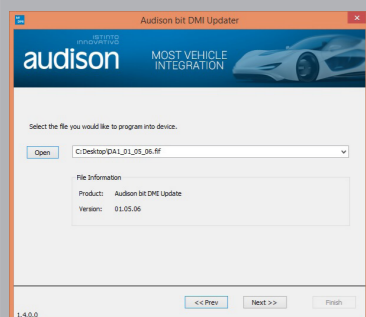 Audison bit DMI Updater
ISTINTO
INNOVATIVO
audison
MOST VEHICLE
INTEGRATION
Select the file you would like to program into device.
Open
C:Desktop\DA1_01_05_06.fif
File Information
Product: Audison bit DMI Update
Version: 01.05.06
<< Prev
Next >>
Finish
1.4.0.0